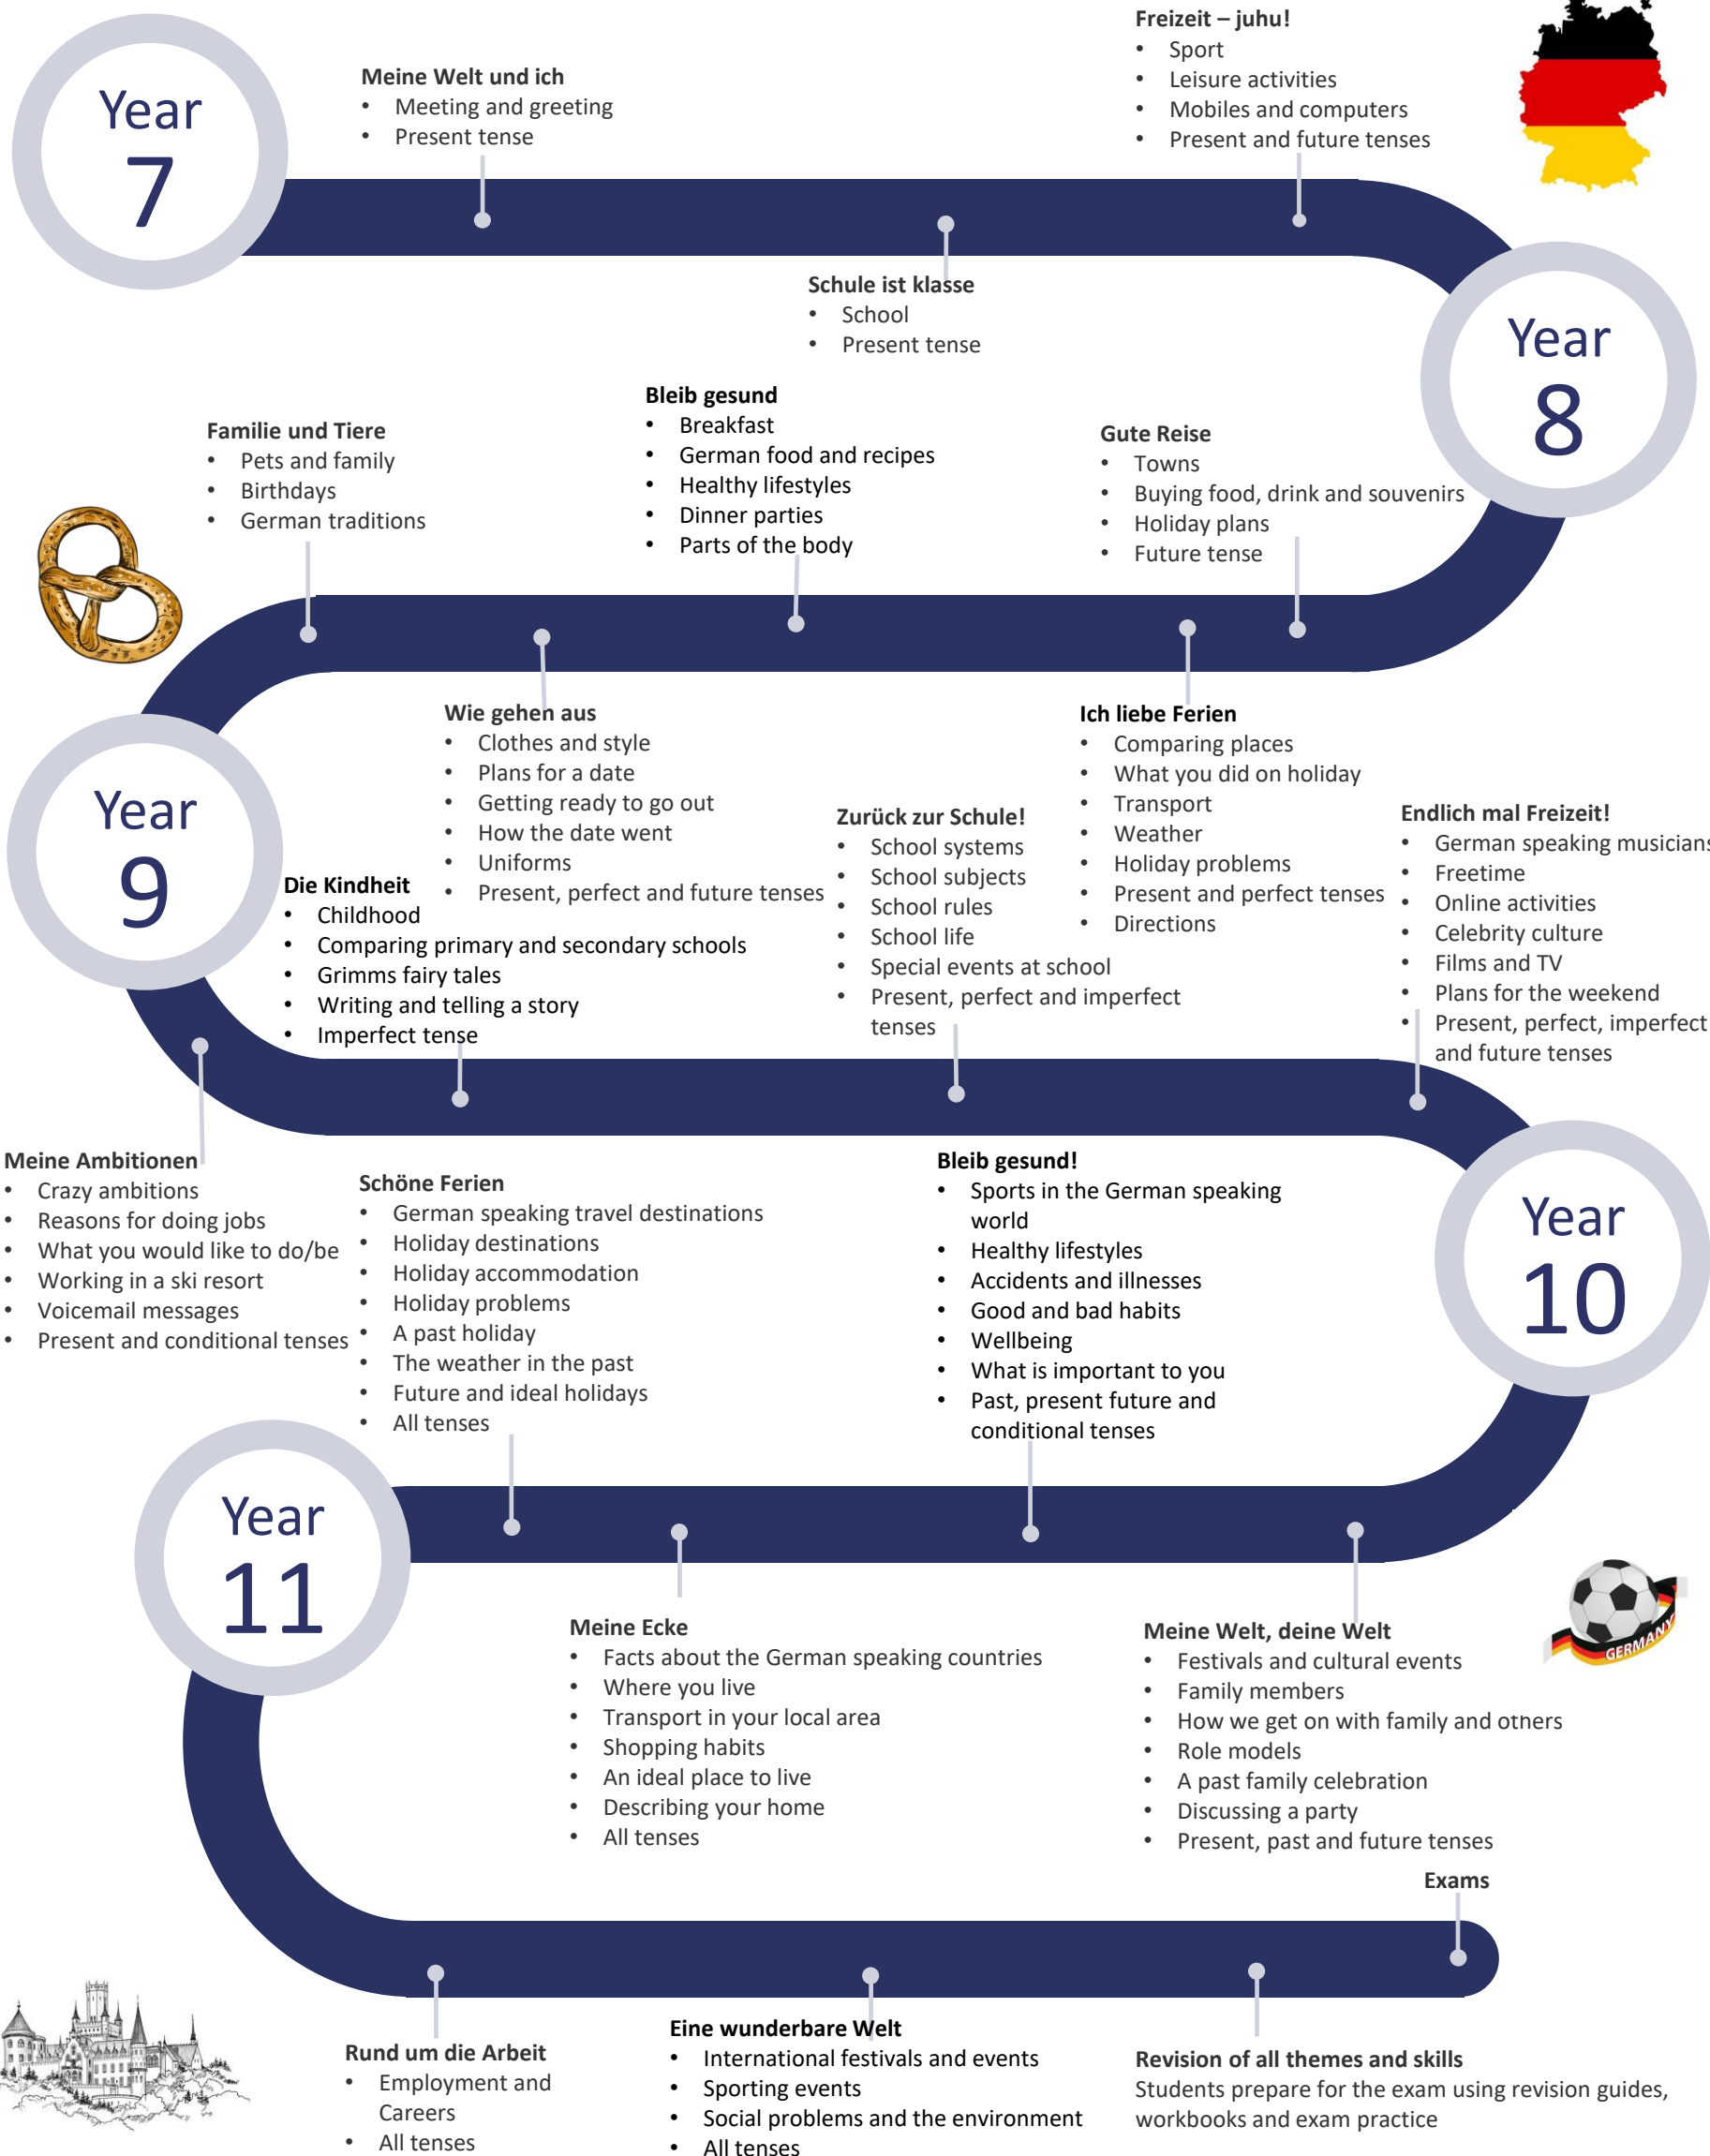 Year
7
Meine Welt und ich
• Meeting and greeting
• Present tense
Schule ist klasse
• School
• Present tense
Freizeit – juhu!
• Sport
• Leisure activities
• Mobiles and computers
• Present and future tenses
Year
8
Gute Reise
• Towns
• Buying food, drink and souvenirs
• Holiday plans
• Future tense
Ich liebe Ferien
• Comparing places
• What you did on holiday
• Transport
• Weather
• Holiday problems
• Present and perfect tenses
• Directions
Bleib gesund
• Breakfast
• German food and recipes
• Healthy lifestyles
• Dinner parties
• Parts of the body
Wie gehen aus
• Clothes and style
• Plans for a date
• Getting ready to go out
• How the date went
• Uniforms
• Present, perfect and future tenses
Familie und Tiere
• Pets and family
• Birthdays
• German traditions
Year
9
Meine Ambitionen
• Crazy ambitions
• Reasons for doing jobs
• What you would like to do/be
• Working in a ski resort
• Voicemail messages
• Present and conditional tenses
Die Kindheit
• Childhood
• Comparing primary and secondary schools
• Grimms fairy tales
• Writing and telling a story
• Imperfect tense
Zurück zur Schule!
• School systems
• School subjects
• School rules
• School life
• Special events at school
• Present, perfect and imperfect
tenses
Endlich mal Freizeit!
• German speaking musicians
• Freetime
• Online activities
• Celebrity culture
• Films and TV
• Plans for the weekend
• Present, perfect, imperfect
and future tenses
Year
10
Meine Welt, deine Welt
• Festivals and cultural events
• Family members
• How we get on with family and others
• Role models
• A past family celebration
• Discussing a party
• Present, past and future tenses
GERMANY
Bleib gesund!
• Sports in the German speaking
world
• Healthy lifestyles
• Accidents and illnesses
• Good and bad habits
• Wellbeing
• What is important to you
• Past, present future and
conditional tenses
Meine Ecke
• Facts about the German speaking countries
• Where you live
• Transport in your local area
• Shopping habits
• An ideal place to live
• Describing your home
• All tenses
Schöne Ferien
• German speaking travel destinations
• Holiday destinations
• Holiday accommodation
• Holiday problems
• A past holiday
• The weather in the past
• Future and ideal holidays
• All tenses
Year
11
Rund um die Arbeit
• Employment and
Careers
• All tenses
Eine wunderbare Welt
• International festivals and events
• Sporting events
• Social problems and the environment
• All tenses
Revision of all themes and skills
Students prepare for the exam using revision guides,
workbooks and exam practice
Exams